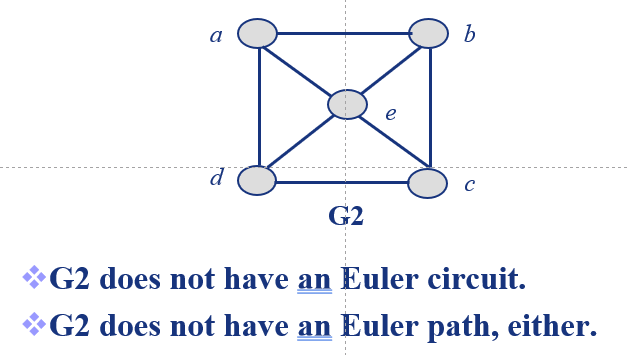 a b
e
d c
G2
❖G2 does not have an Euler circuit.
❖G2 does not have an Euler path, either.